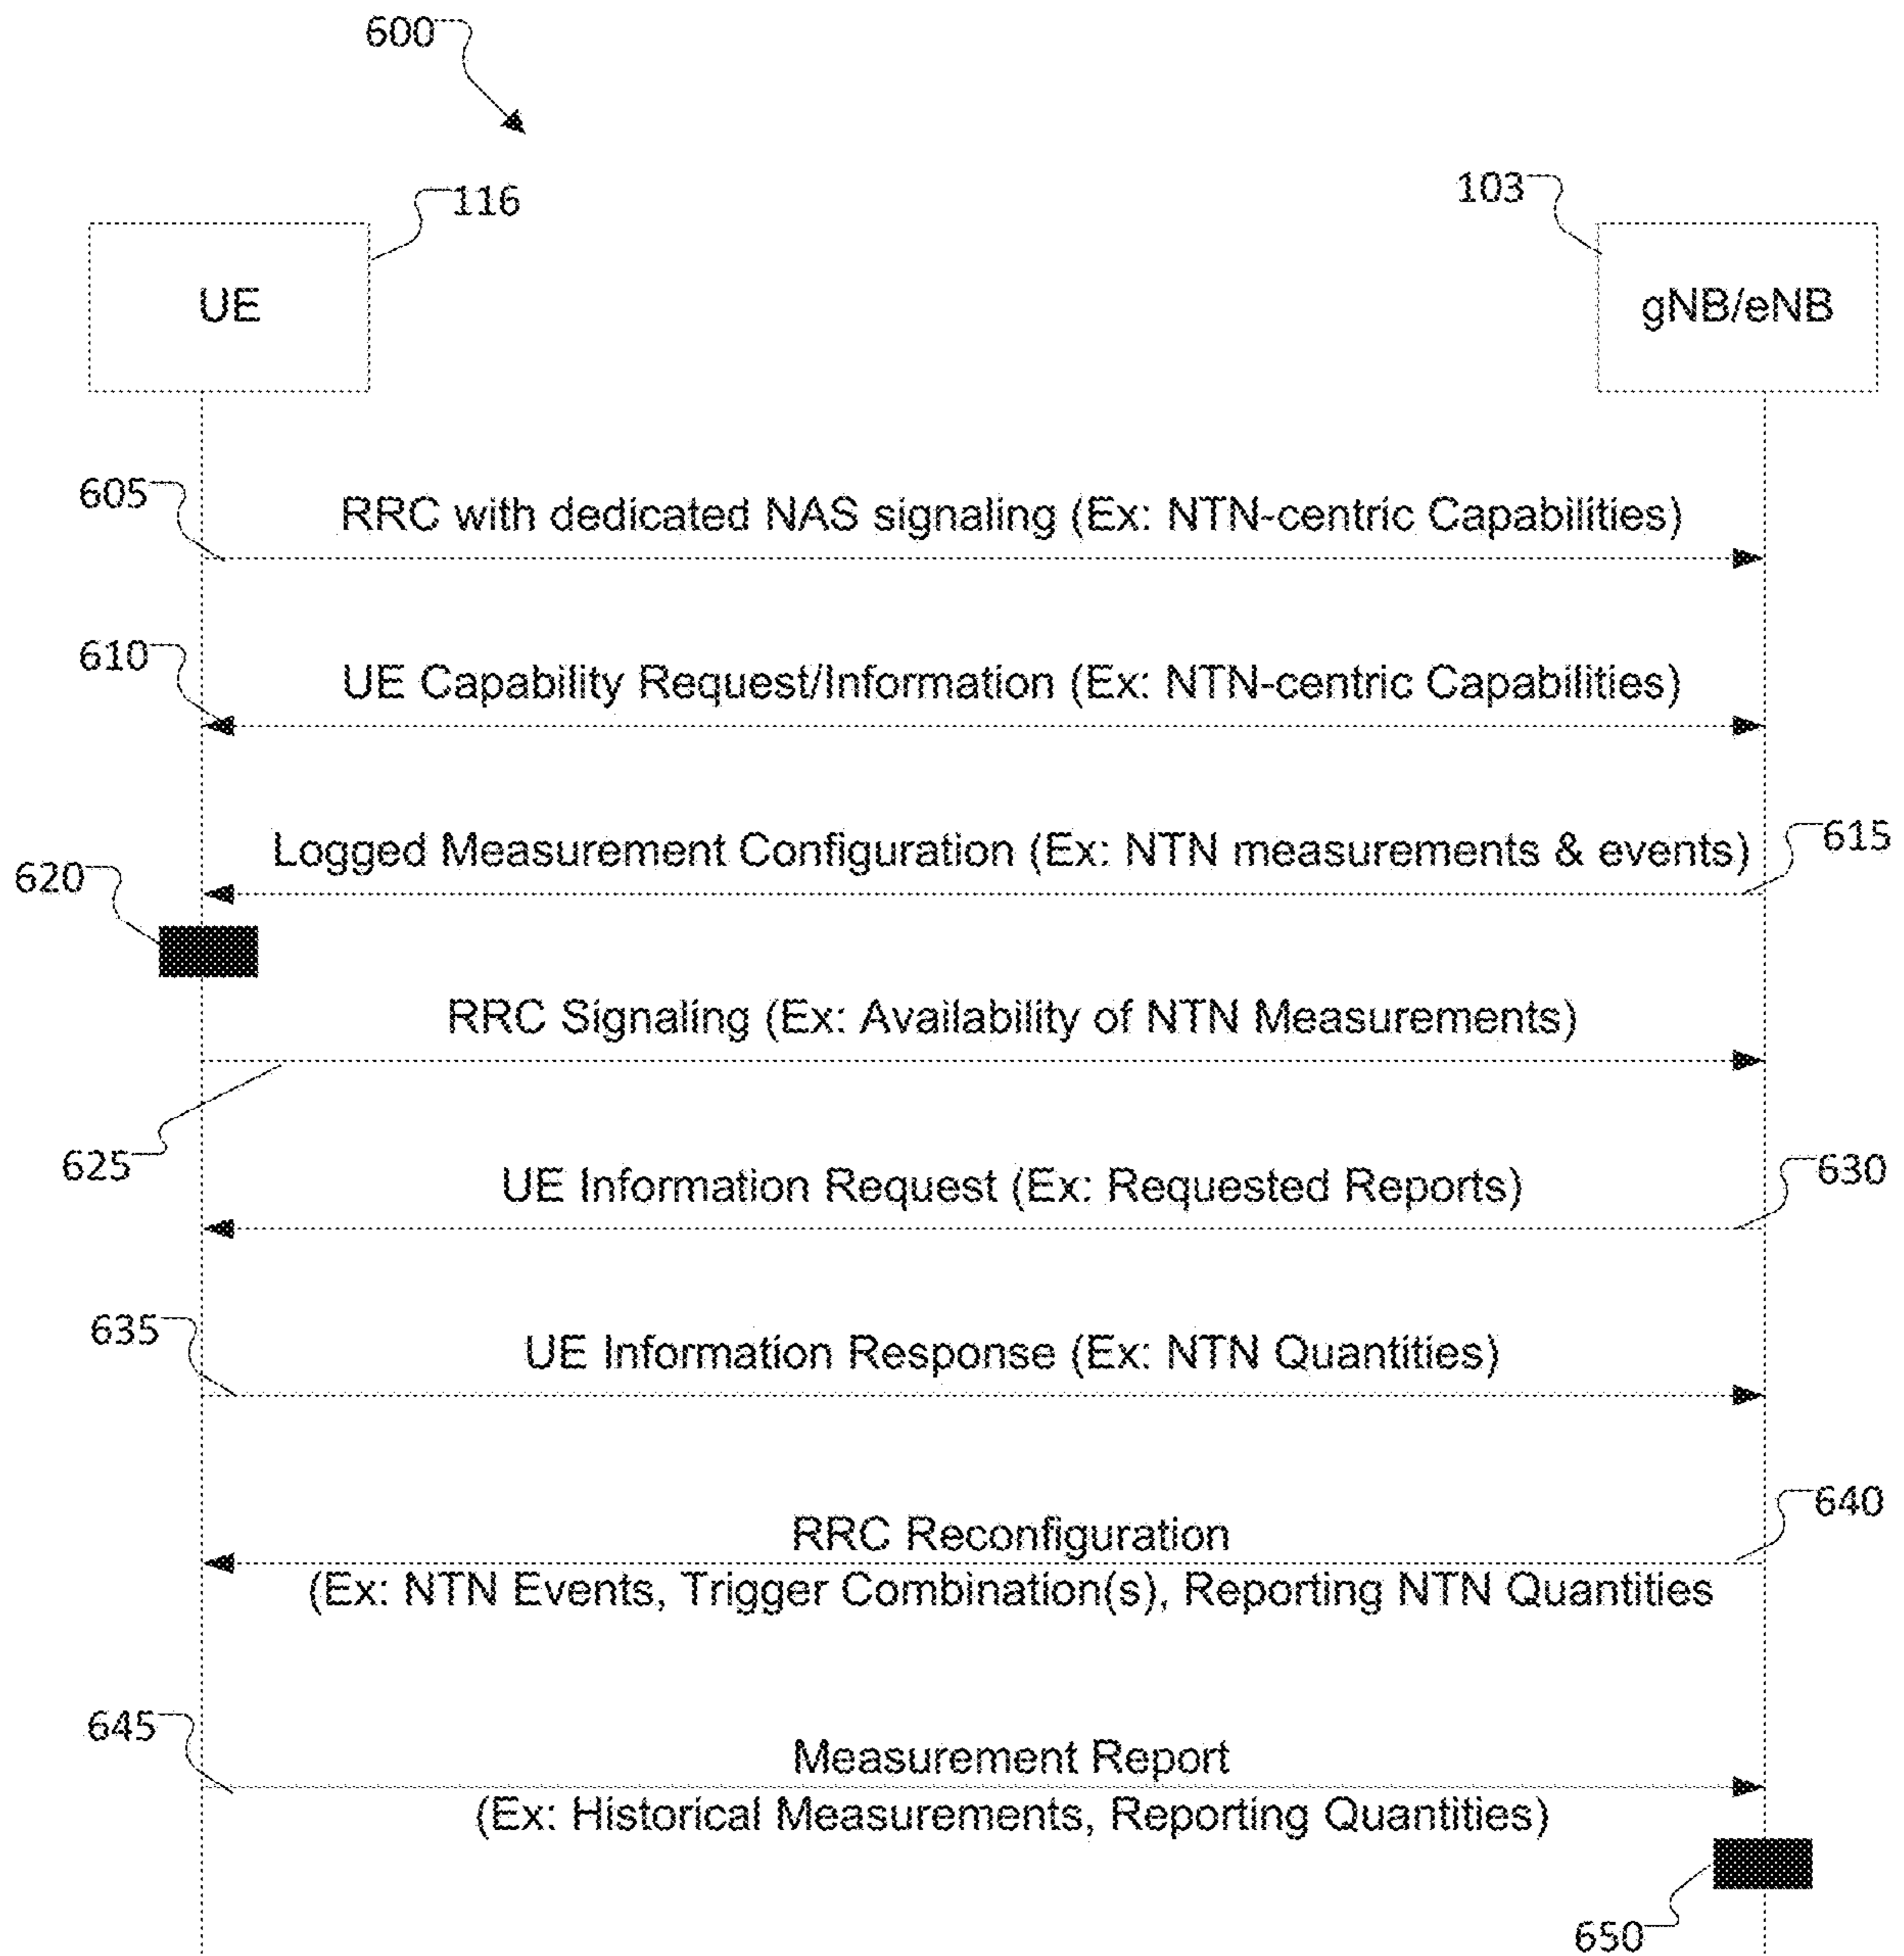 600
116
103
UE
gNB/eNB
605
RRC with dedicated NAS signaling (Ex: NTN-centric Capabilities)
610
UE Capability Request/Information (Ex: NTN-centric Capabilities)
615
Logged Measurement Configuration (Ex: NTN measurements & events)
620
RRC Signaling (Ex: Availability of NTN Measurements)
625
630
UE Information Request (Ex: Requested Reports)
635
UE Information Response (Ex: NTN Quantities)
640
RRC Reconfiguration
(Ex: NTN Events, Trigger Combination(s), Reporting NTN Quantities
645
Measurement Report
(Ex: Historical Measurements, Reporting Quantities)
650